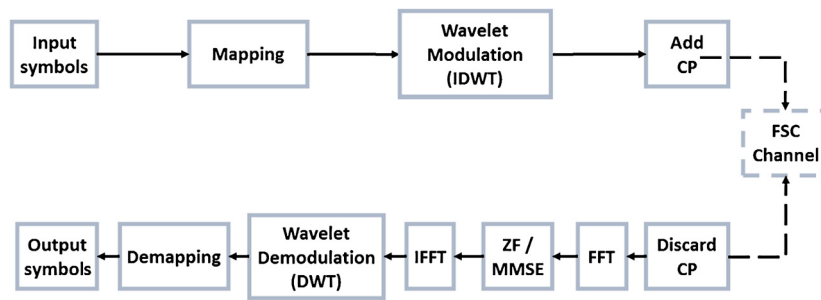 Input
symbols
Mapping
Wavelet
Modulation
(IDWT)
Add
CP
FSC
Channel
Output
symbols
Demapping
Wavelet
Demodulation
(DWT)
IFFT
ZF /
MMSE
FFT
Discard
CP